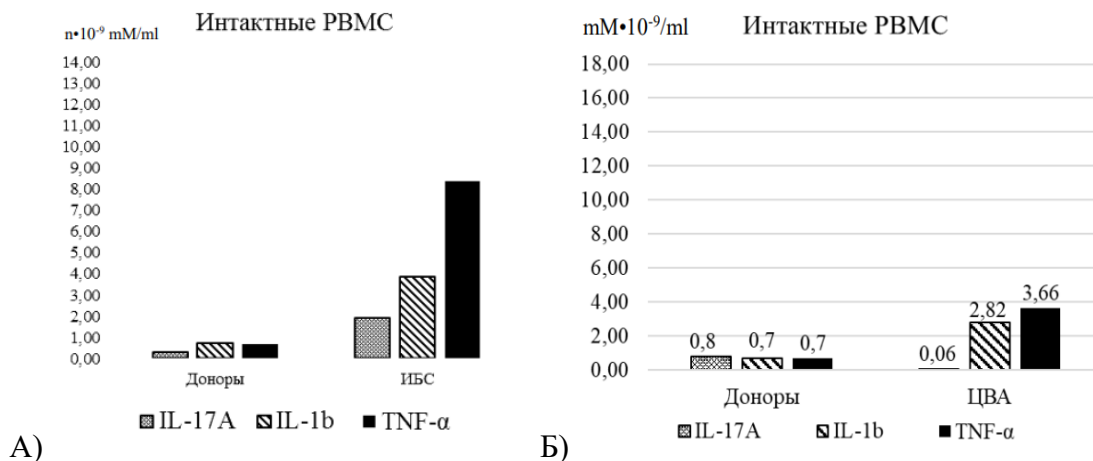 Интактные PBMC
n•10⁻⁹ mM/ml
14,00
13,00
12,00
11,00
10,00
9,00
8,00
7,00
6,00
5,00
4,00
3,00
2,00
1,00
0,00
Доноры ИБС
IL-17A IL-1b TNF-α
А)
mM•10⁻⁹/ml Интактные PBMC
18,00
16,00
14,00
12,00
10,00
8,00
6,00
4,00
2,00
0,00
0,8 0,7 0,7 0,06 2,82 3,66
Доноры ЦВА
IL-17A IL-1b TNF-α
Б)